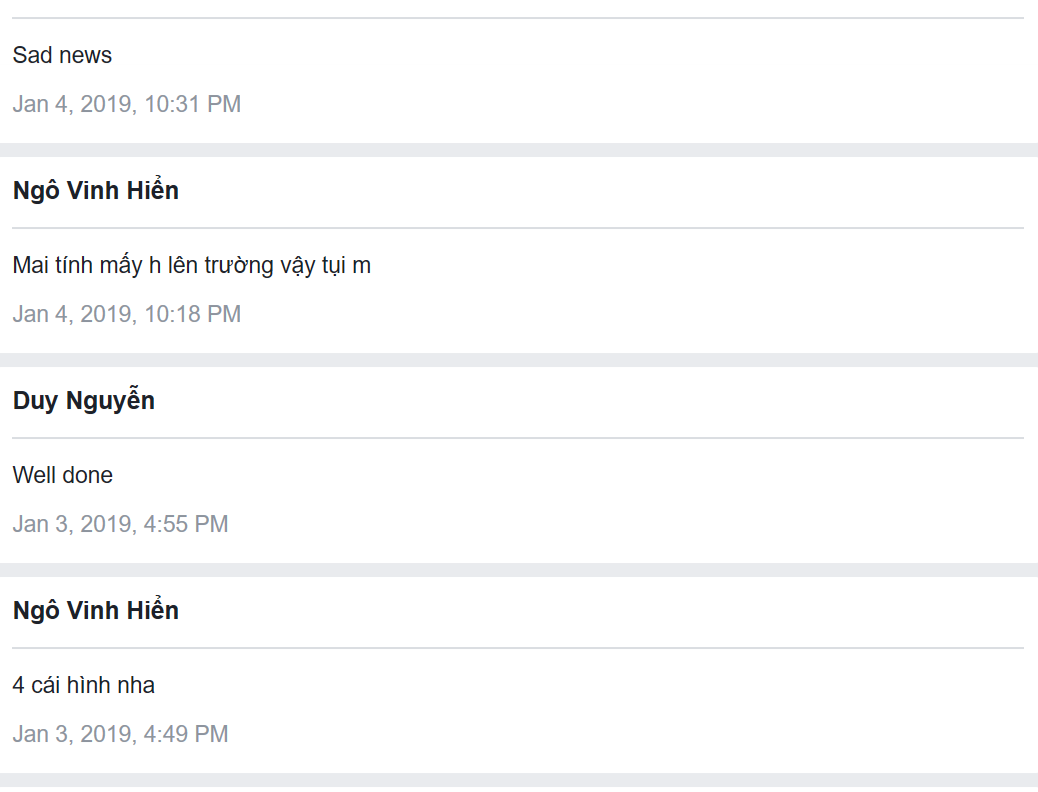 Sad news
Jan 4, 2019, 10:31 PM
Ngô Vinh Hiển
Mai tính mấy h lên trường vậy tụi m
Jan 4, 2019, 10:18 PM
Duy Nguyễn
Well done
Jan 3, 2019, 4:55 PM
Ngô Vinh Hiển
4 cái hình nha
Jan 3, 2019, 4:49 PM